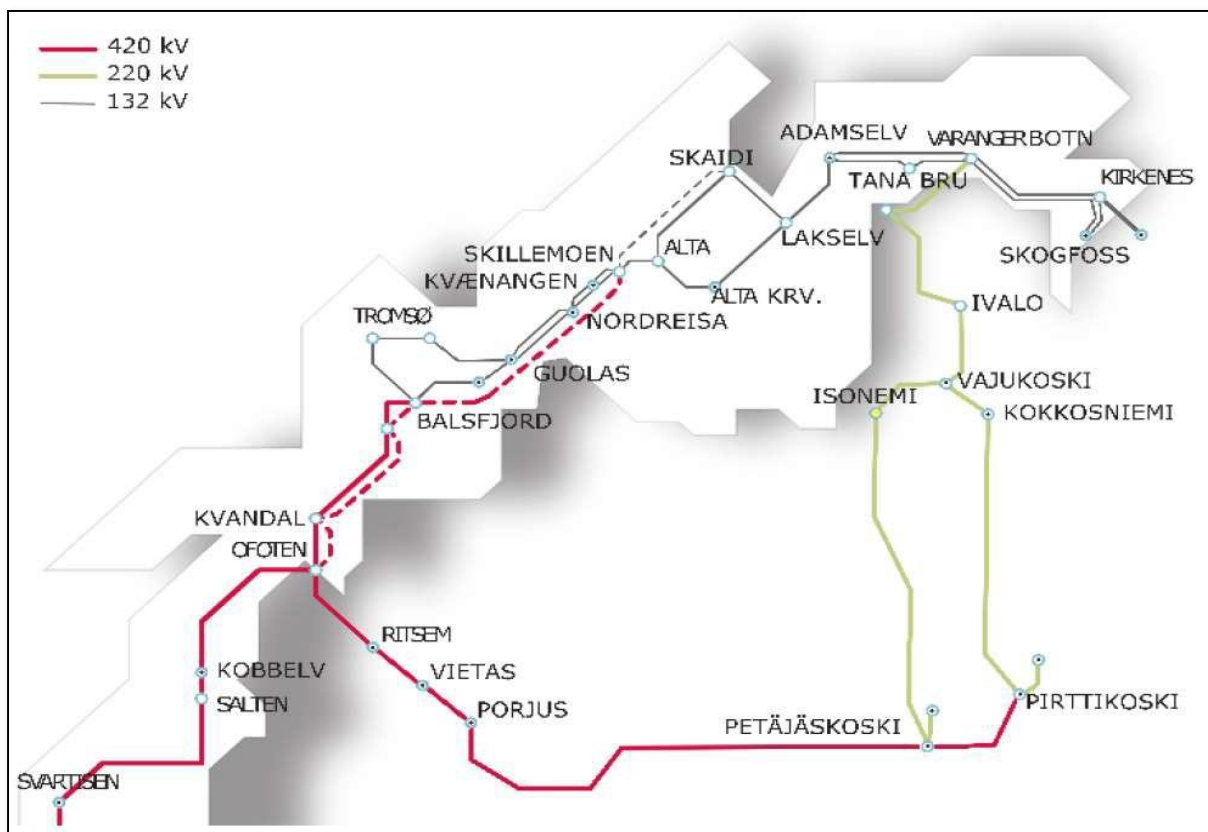 420 kV
220 kV
132 kV
ADAMSELV
VARANGERBOTN
SKAIDI
TANA BRU
KIRKENES
LAKSELV
SKOGFOSS
ALTA
SKILLEMOEN
KVÆNANGEN
ALTA KRV.
IVALO
TROMSØ
NORDREISA
GUOLAS
VAJUKOSKI
ISONEMI
KOKKOSNIEMI
BALSFJORD
KVANDAL
OFOTEN
RITSEM
KOBBELV
VIETAS
SALTEN
PORJUS
PIRTTIKOSKI
PETÄJÄSKOSKI
SVARTISEN